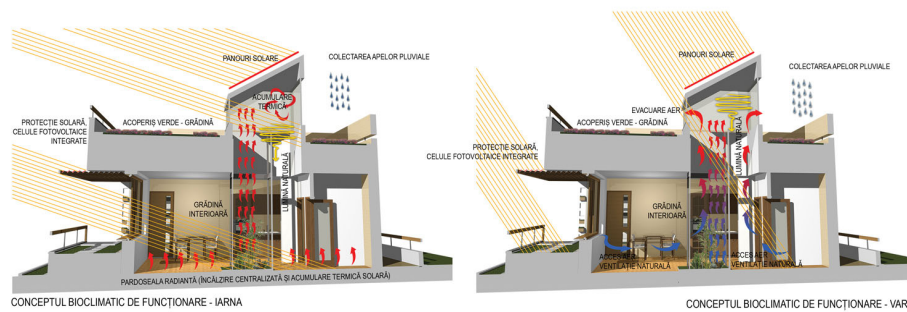 PANOURI SOLARE
COLECTAREA APELOR PLUVIALE
ACUMULARE
TERMICĂ
PROTECȚIE SOLARĂ,
CELULE FOTOVOLTAICE
INTEGRATE
ACOPERIȘ VERDE - GRĂDINĂ
LUMINĂ NATURALĂ
GRĂDINĂ
INTERIOARĂ
PARDOSEALA RADIANTĂ (ÎNCĂLZIRE CENTRALIZATĂ ȘI ACUMULARE TERMICĂ SOLARĂ)
CONCEPTUL BIOCLIMATIC DE FUNCȚIONARE - IARNA
PANOURI SOLARE
COLECTAREA APELOR PLUVIALE
EVACUARE AER
ACOPERIȘ VERDE - GRĂDINĂ
PROTECȚIE SOLARĂ,
CELULE FOTOVOLTAICE INTEGRATE
LUMINĂ NATURALĂ
GRĂDINĂ
INTERIOARĂ
ACCES AER
VENTILAȚIE NATURALĂ
ACCES AER
VENTILAȚIE NATURALĂ
CONCEPTUL BIOCLIMATIC DE FUNCȚIONARE - VAR